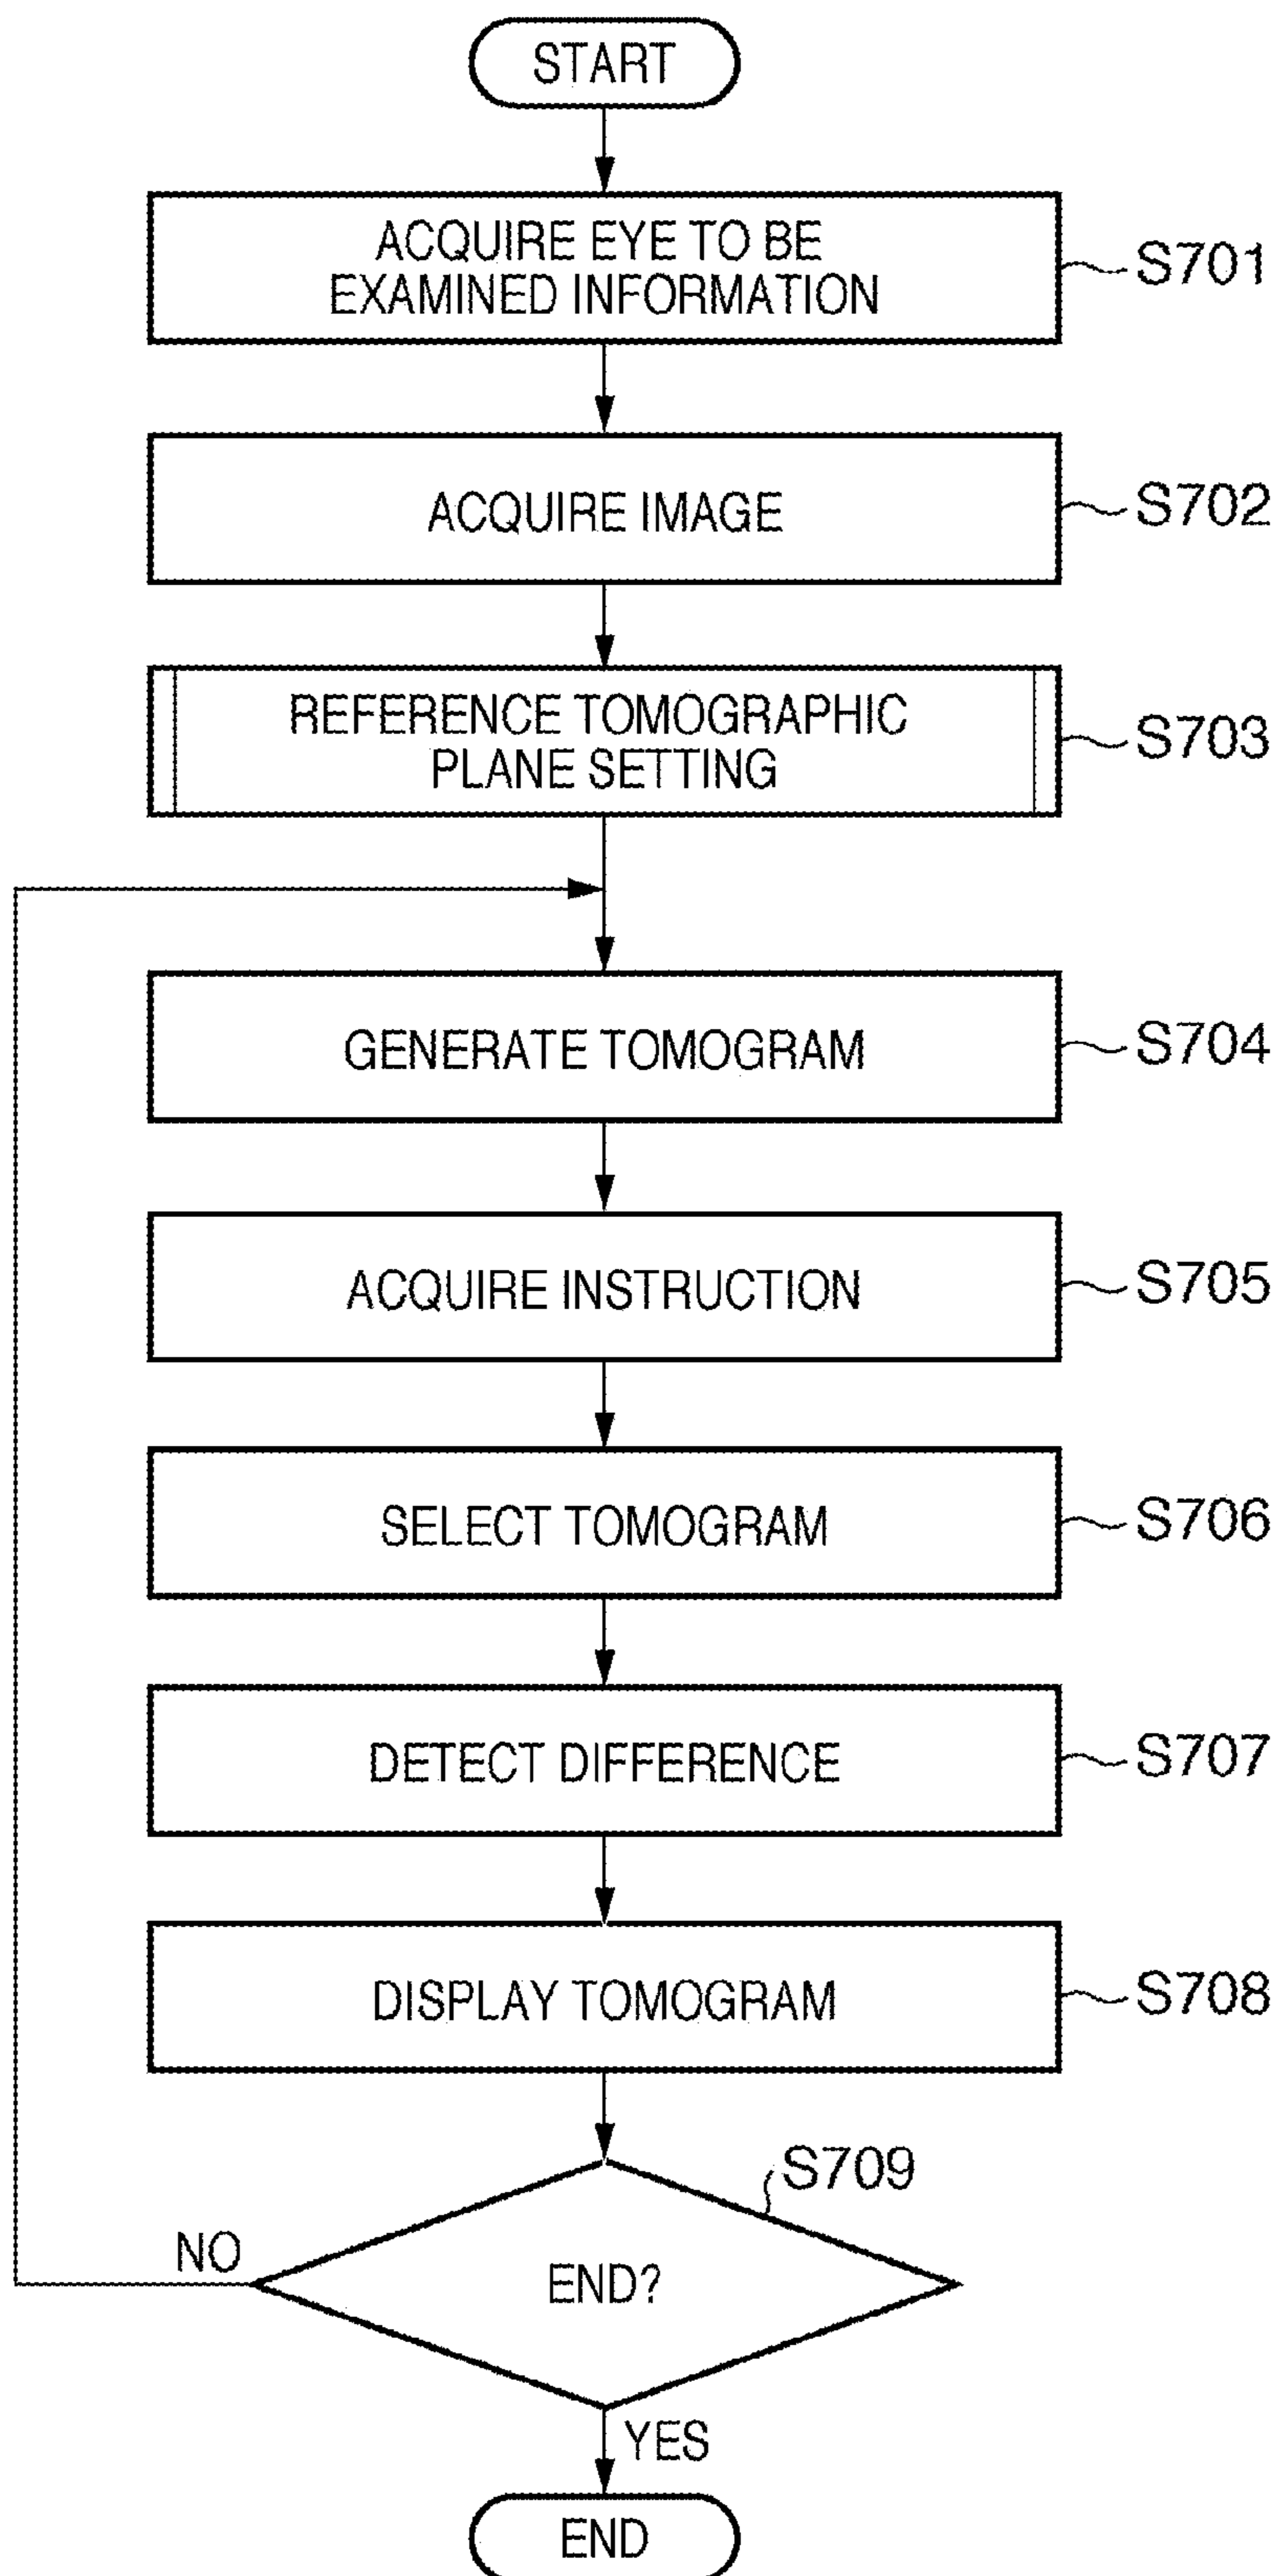 START
ACQUIRE EYE TO BE
EXAMINED INFORMATION
S701
ACQUIRE IMAGE
S702
REFERENCE TOMOGRAPHIC
PLANE SETTING
S703
GENERATE TOMOGRAM
S704
ACQUIRE INSTRUCTION
S705
SELECT TOMOGRAM
S706
DETECT DIFFERENCE
S707
DISPLAY TOMOGRAM
S708
S709
NO
END?
YES
END